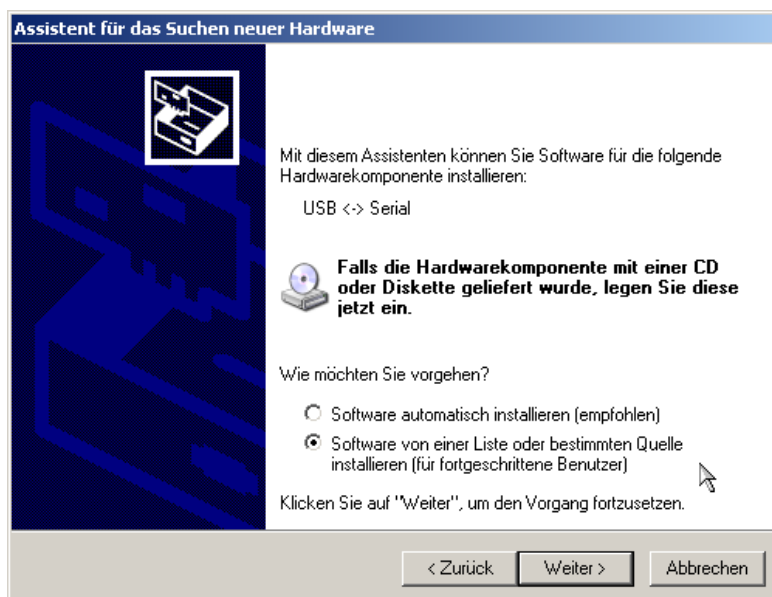 Assistent für das Suchen neuer Hardware
Mit diesem Assistenten können Sie Software für die folgende
Hardwarekomponente installieren:
USB <-> Serial
Falls die Hardwarekomponente mit einer CD
oder Diskette geliefert wurde, legen Sie diese
jetzt ein.
Wie möchten Sie vorgehen?
Software automatisch installieren (empfohlen)
Software von einer Liste oder bestimmten Quelle
installieren (für fortgeschrittene Benutzer)
Klicken Sie auf "Weiter", um den Vorgang fortzusetzen.
< Zurück
Weiter >
Abbrechen